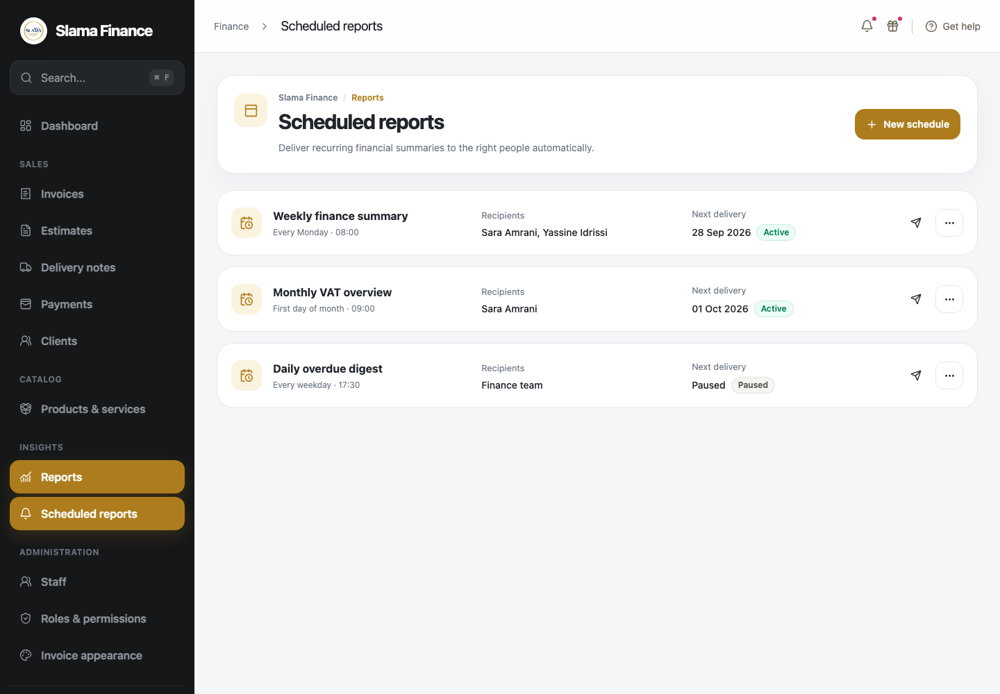 SLAMA
Slama Finance
Search...
⌘ F
Dashboard
SALES
Invoices
Estimates
Delivery notes
Payments
Clients
CATALOG
Products & services
INSIGHTS
Reports
Scheduled reports
ADMINISTRATION
Staff
Roles & permissions
Invoice appearance
Finance > Scheduled reports
Get help
Slama Finance / Reports
Scheduled reports
Deliver recurring financial summaries to the right people automatically.
+ New schedule
Weekly finance summary
Every Monday · 08:00
Recipients
Sara Amrani, Yassine Idrissi
Next delivery
28 Sep 2026 Active
Monthly VAT overview
First day of month · 09:00
Recipients
Sara Amrani
Next delivery
01 Oct 2026 Active
Daily overdue digest
Every weekday · 17:30
Recipients
Finance team
Next delivery
Paused Paused